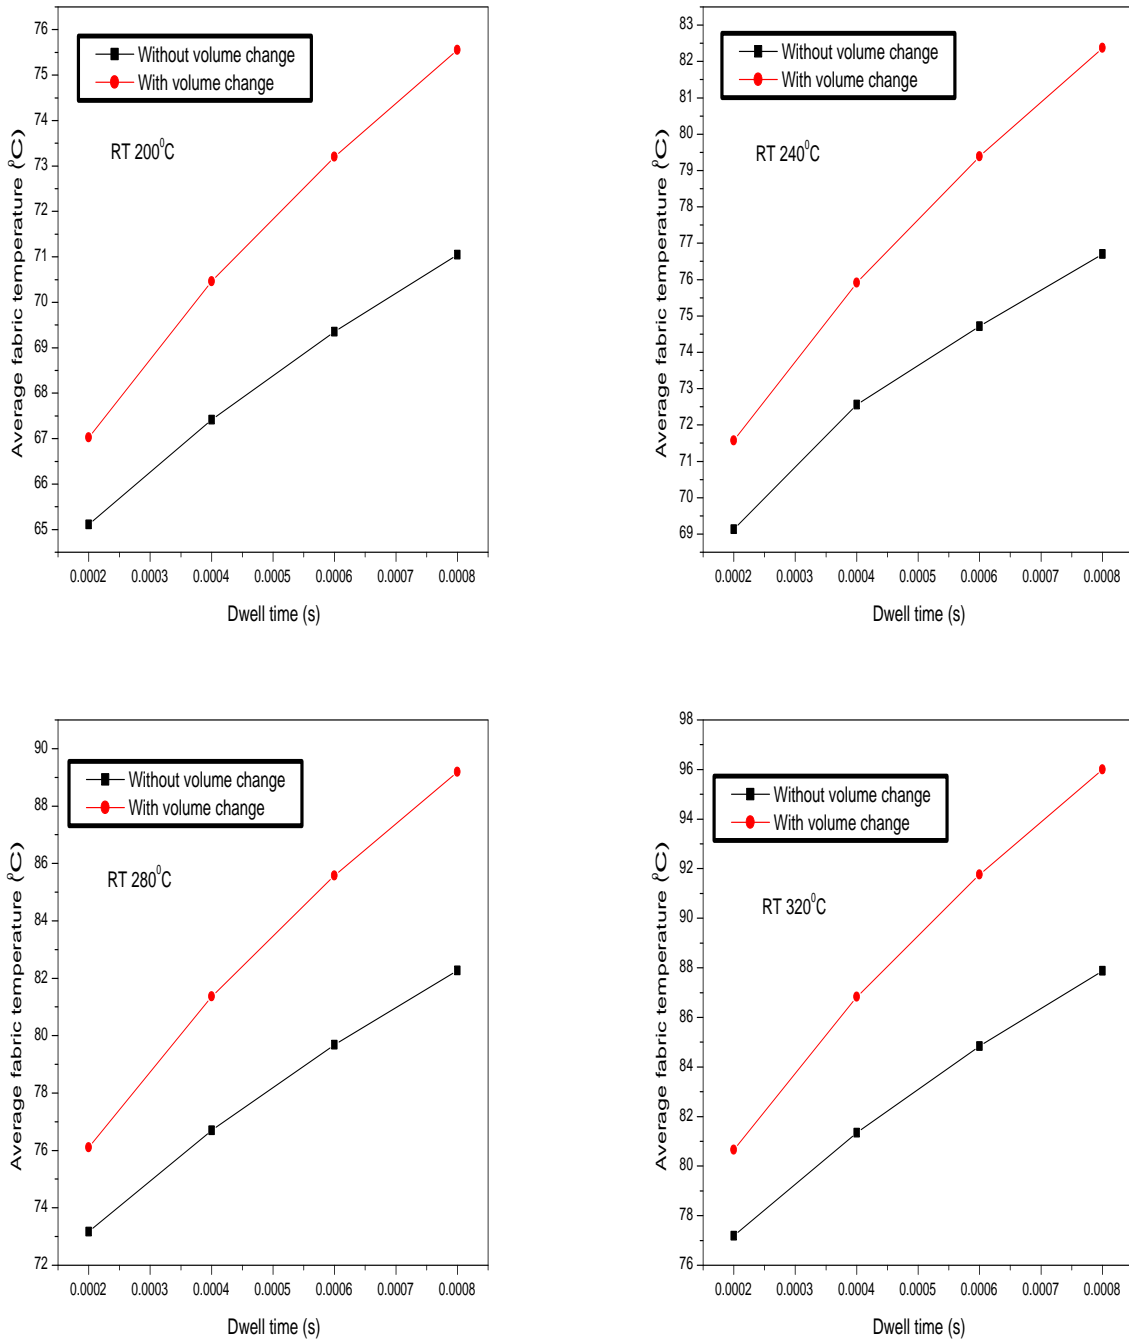 76
75
74
73
72
71
70
69
68
67
66
65
Average fabric temperature (⁰C)
Without volume change
With volume change
RT 200⁰C
0.0002 0.0003 0.0004 0.0005 0.0006 0.0007 0.0008
Dwell time (s)
83
82
81
80
79
78
77
76
75
74
73
72
71
70
69
Average fabric temperature (⁰C)
Without volume change
With volume change
RT 240⁰C
0.0002 0.0003 0.0004 0.0005 0.0006 0.0007 0.0008
Dwell time (s)
90
88
86
84
82
80
78
76
73
72
Average fabric temperature (⁰C)
Without volume change
With volume change
RT 280⁰C
0.0002 0.0003 0.0004 0.0005 0.0006 0.0007 0.0008
Dwell time (s)
98
96
94
92
90
88
86
84
82
80
77
76
Average fabric temperature (⁰C)
Without volume change
With volume change
RT 320⁰C
0.0002 0.0003 0.0004 0.0005 0.0006 0.0007 0.0008
Dwell time (s)